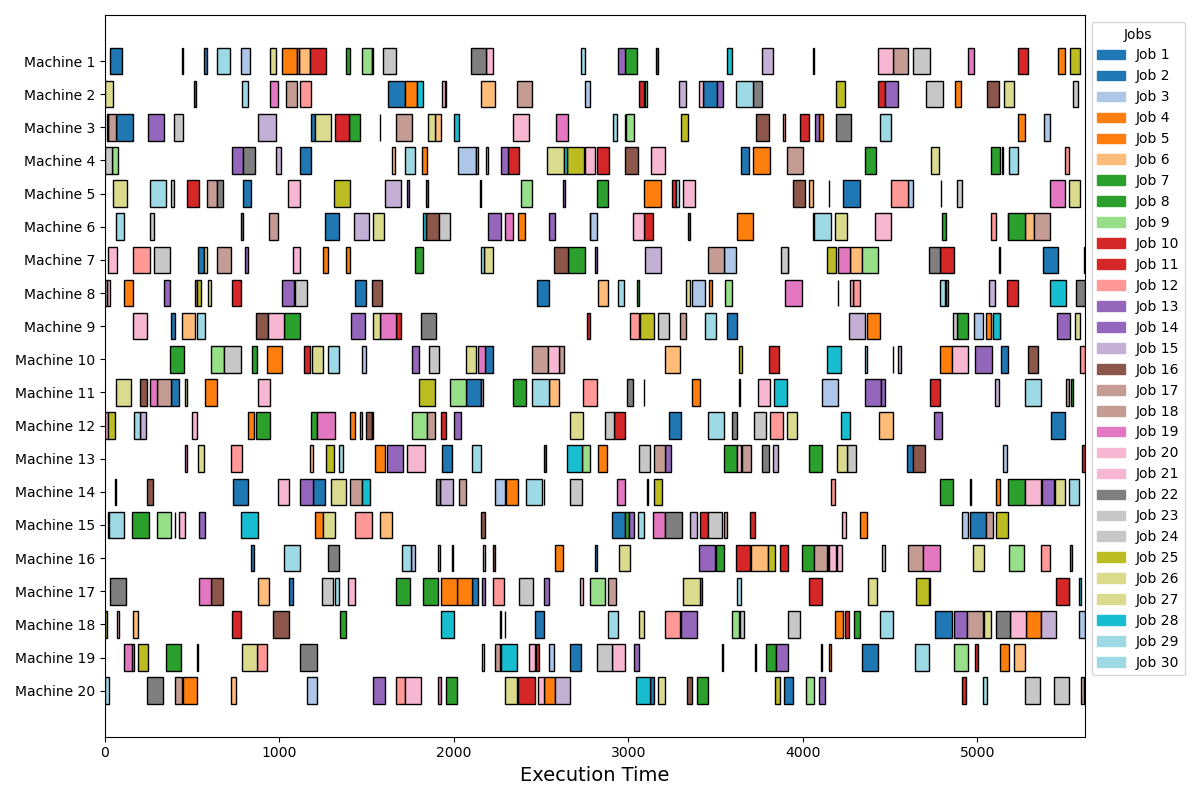 Machine 1
Machine 2
Machine 3
Machine 4
Machine 5
Machine 6
Machine 7
Machine 8
Machine 9
Machine 10
Machine 11
Machine 12
Machine 13
Machine 14
Machine 15
Machine 16
Machine 17
Machine 18
Machine 19
Machine 20
0 1000 2000 3000 4000 5000
Execution Time
Jobs
Job 1
Job 2
Job 3
Job 4
Job 5
Job 6
Job 7
Job 8
Job 9
Job 10
Job 11
Job 12
Job 13
Job 14
Job 15
Job 16
Job 17
Job 18
Job 19
Job 20
Job 21
Job 22
Job 23
Job 24
Job 25
Job 26
Job 27
Job 28
Job 29
Job 30